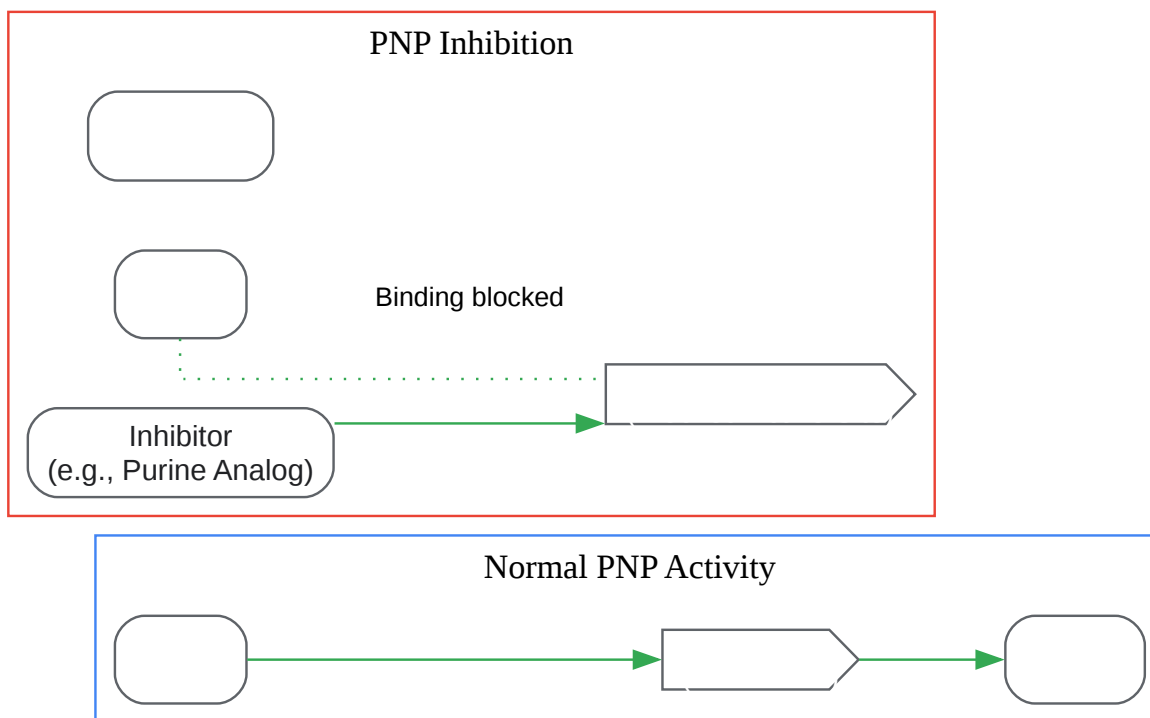 PNP Inhibition
Binding blocked
Inhibitor
(e.g., Purine Analog)
Normal PNP Activity